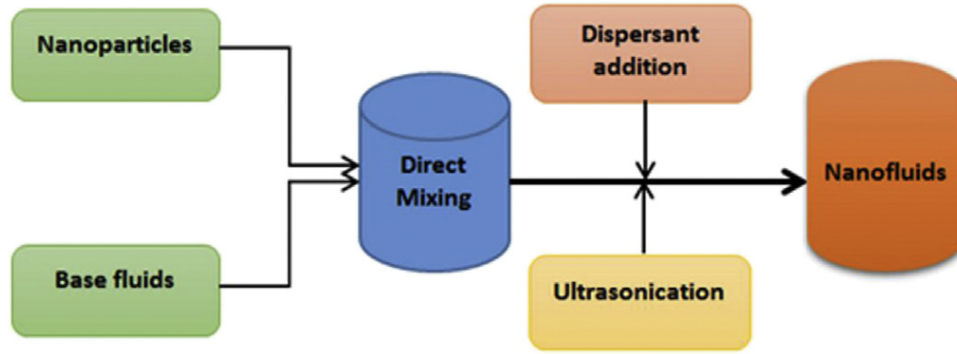 Nanoparticles
Base fluids
Direct
Mixing
Dispersant
addition
Ultrasonication
Nanofluids